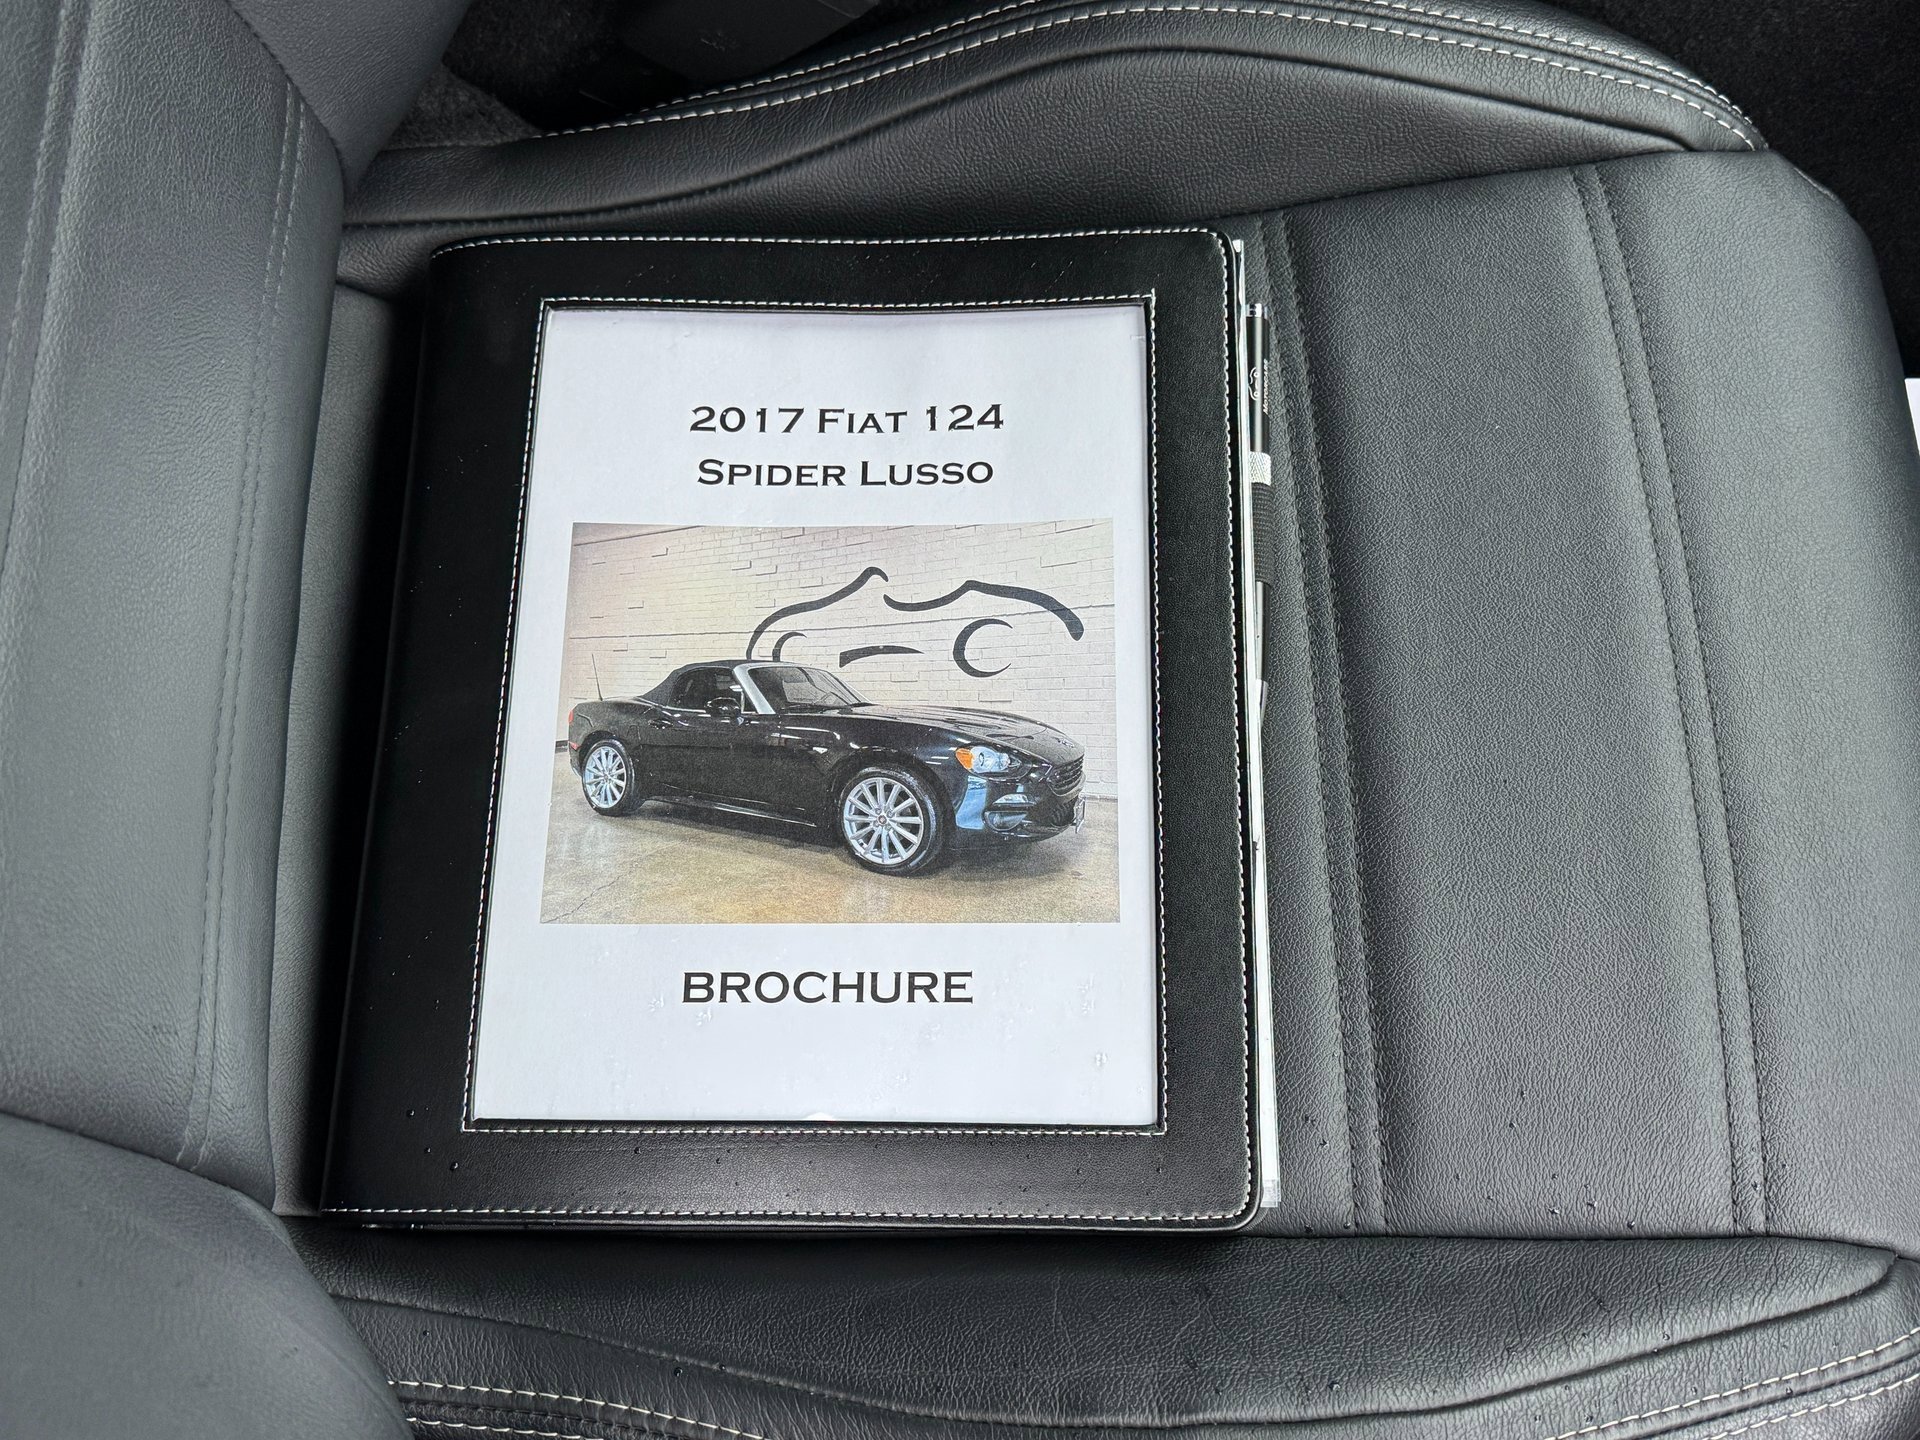 2017 FIAT 124
SPIDER LUSSO
BROCHURE